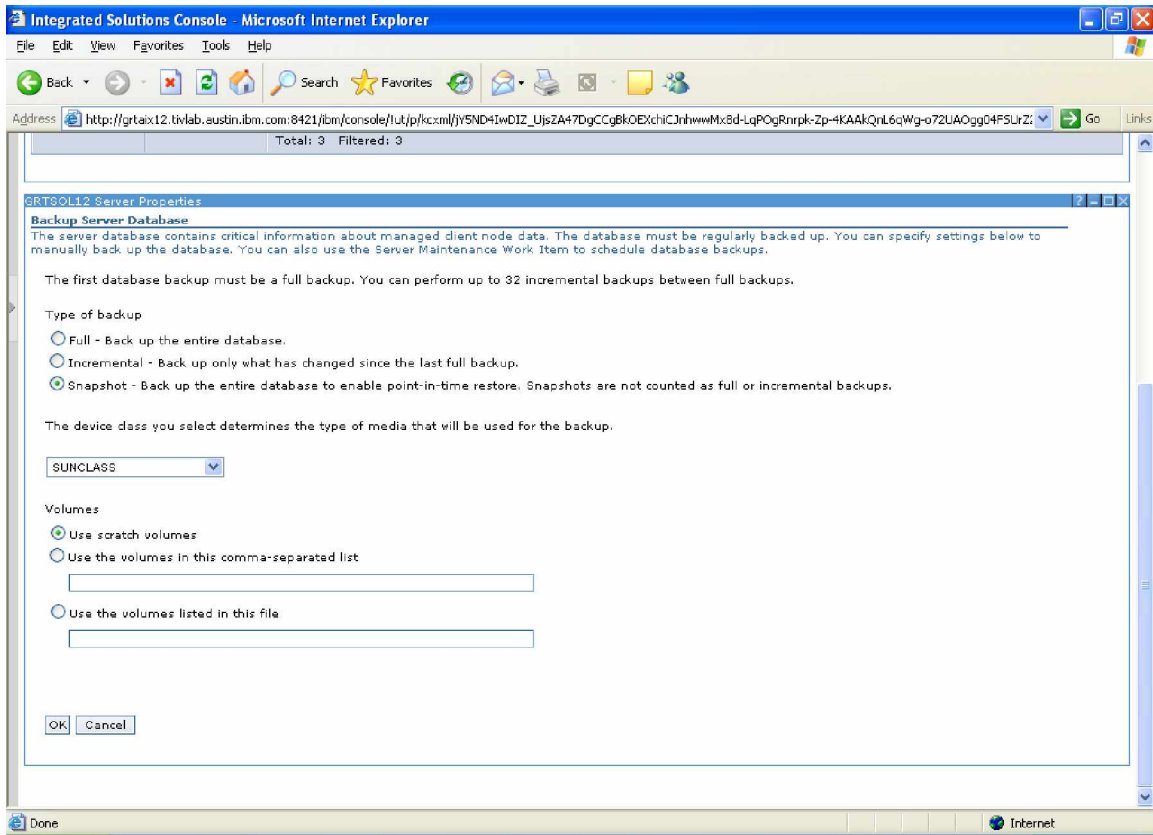 Integrated Solutions Console - Microsoft Internet Explorer
File Edit View Favorites Tools Help
Back Search Favorites
Address http://grtaix12.tivlab.austin.ibm.com:8421/ibm/console/!ut/p/kcxml/ Go Links
Total: 3 Filtered: 3
GRTSOL12 Server Properties ? - □ X
Backup Server Database
The server database contains critical information about managed client node data. The database must be regularly backed up. You can specify settings below to
manually back up the database. You can also use the Server Maintenance Work Item to schedule database backups.
The first database backup must be a full backup. You can perform up to 32 incremental backups between full backups.
Type of backup
Full - Back up the entire database.
Incremental - Back up only what has changed since the last full backup.
Snapshot - Back up the entire database to enable point-in-time restore. Snapshots are not counted as full or incremental backups.
The device class you select determines the type of media that will be used for the backup.
SUNCLASS
Volumes
Use scratch volumes
Use the volumes in this comma-separated list
Use the volumes listed in this file
OK Cancel
Done Internet